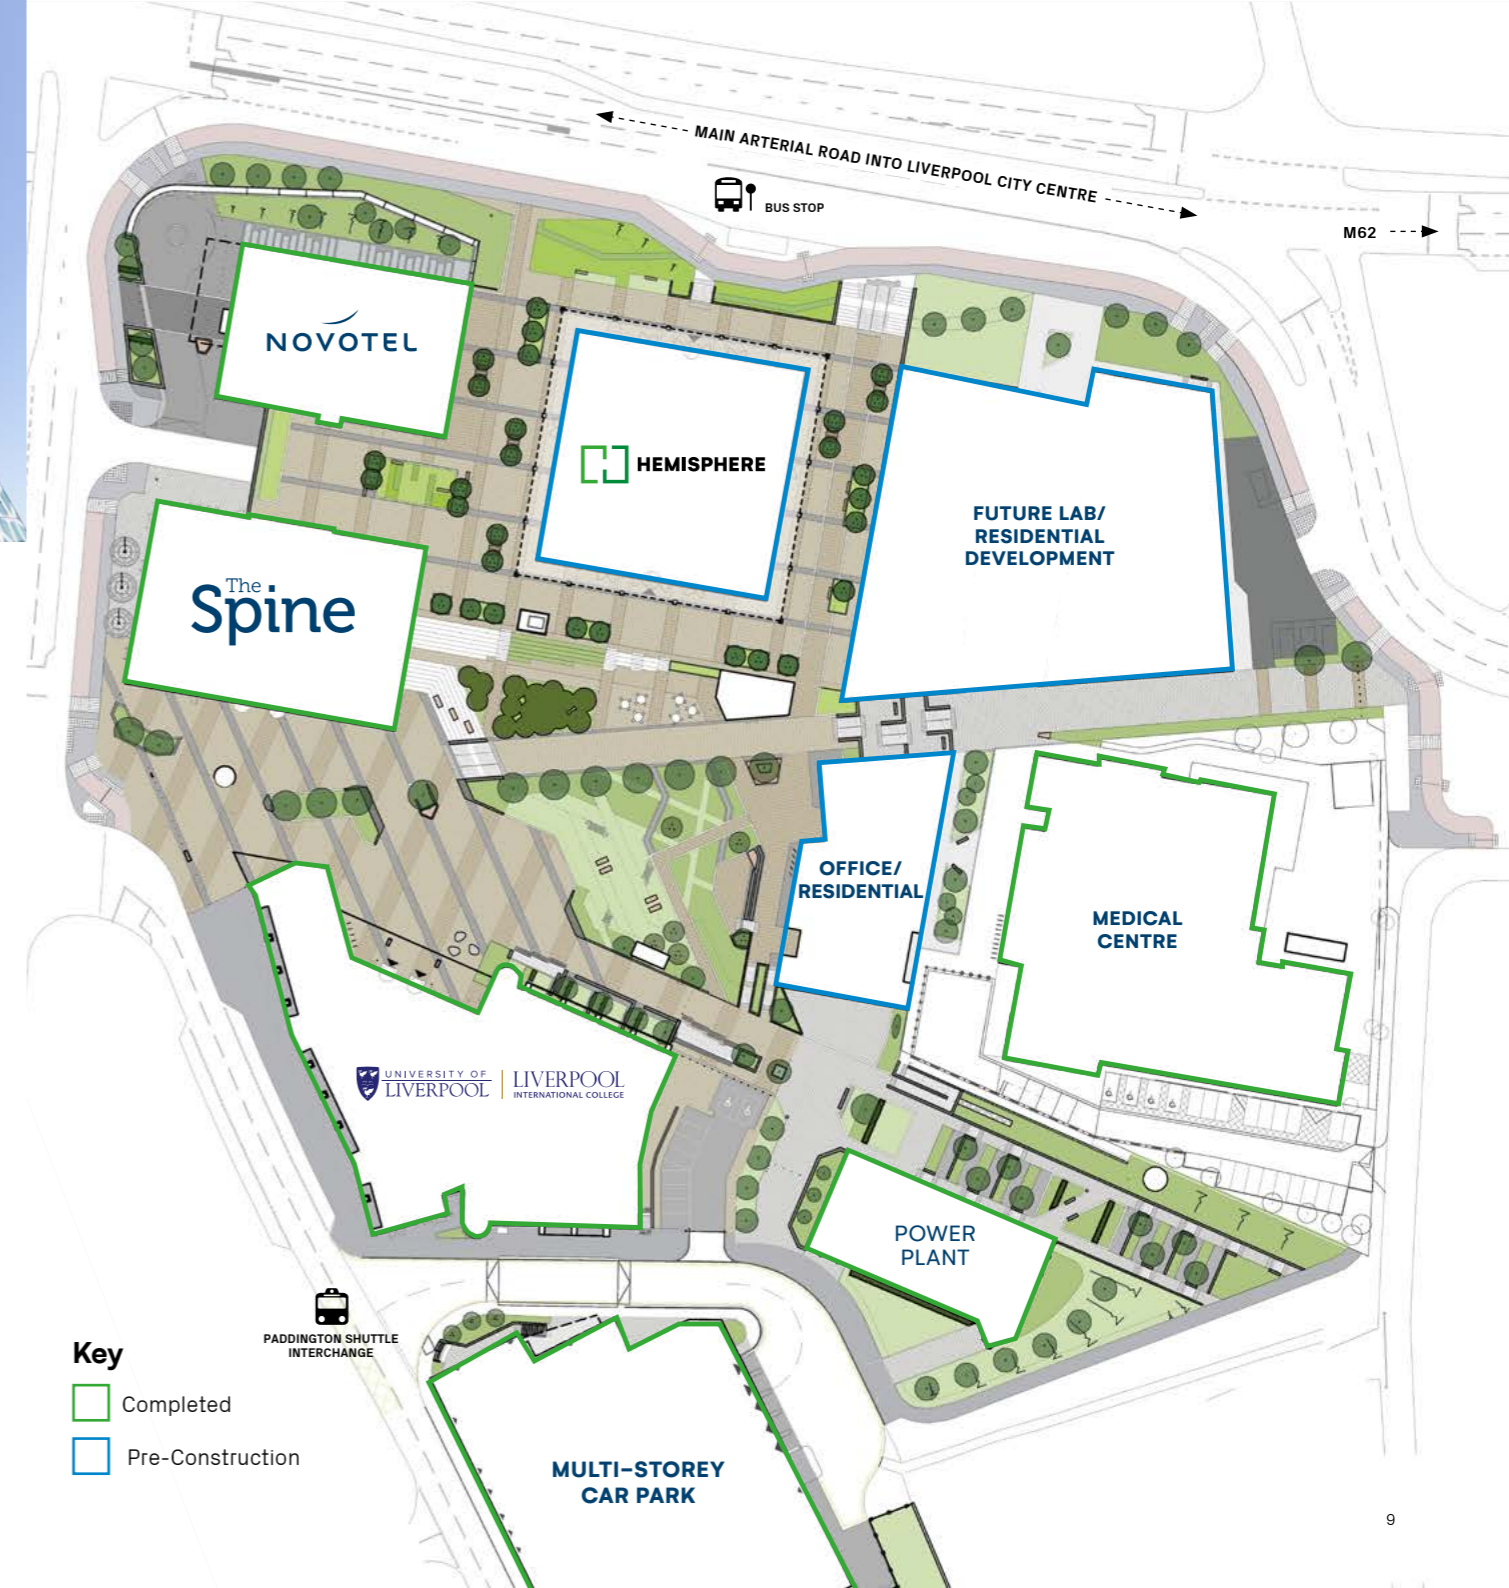 MAIN ARTERIAL ROAD INTO LIVERPOOL CITY CENTRE
BUS STOP
M62
NOVOTEL
HEMISPHERE
FUTURE LAB/
RESIDENTIAL
DEVELOPMENT
The
Spine
OFFICE/
RESIDENTIAL
MEDICAL
CENTRE
UNIVERSITY OF
LIVERPOOL
LIVERPOOL
INTERNATIONAL COLLEGE
POWER
PLANT
PADDINGTON SHUTTLE
INTERCHANGE
Key
Completed
Pre-Construction
MULTI-STOREY
CAR PARK
9